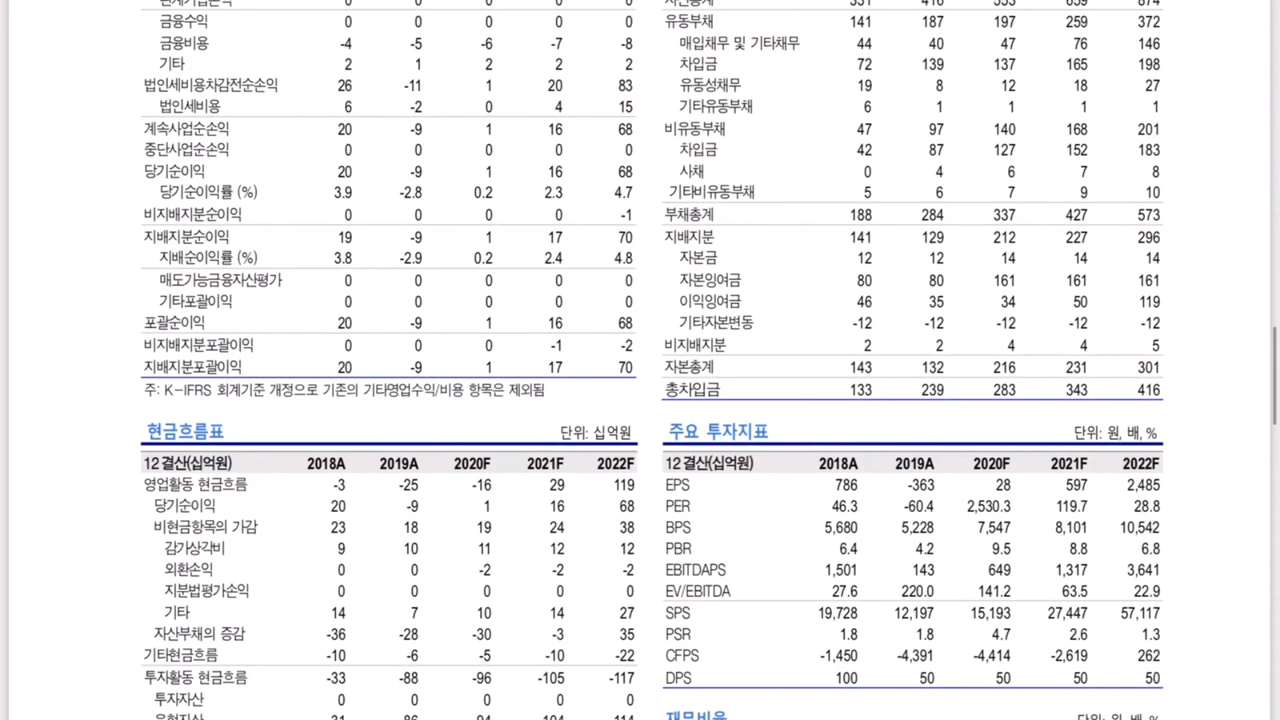 금융수익 0 0 0 0 0
금융비용 -4 -5 -6 -7 -8
기타 2 1 2 2 2
법인세비용차감전순손익 26 -11 1 20 83
법인세비용 6 -2 0 4 15
계속사업순손익 20 -9 1 16 68
중단사업순손익 0 0 0 0 0
당기순이익 20 -9 1 16 68
당기순이익률 (%) 3.9 -2.8 0.2 2.3 4.7
비지배지분순이익 0 0 0 0 -1
지배지분순이익 19 -9 1 17 70
지배순이익률 (%) 3.8 -2.9 0.2 2.4 4.8
매도가능금융자산평가 0 0 0 0 0
기타포괄이익 0 0 0 0 0
포괄순이익 20 -9 1 16 68
비지배지분포괄이익 0 0 0 -1 -2
지배지분포괄이익 20 -9 1 17 70
주: K-IFRS 회계기준 개정으로 기존의 기타영업수익/비용 항목은 제외됨
유동부채 141 187 197 259 372
매입채무 및 기타채무 44 40 47 76 146
차입금 72 139 137 165 198
유동성채무 19 8 12 18 27
기타유동부채 6 1 1 1 1
비유동부채 47 97 140 168 201
차입금 42 87 127 152 183
사채 0 4 6 7 8
기타비유동부채 5 6 7 9 10
부채총계 188 284 337 427 573
지배지분 141 129 212 227 296
자본금 12 12 14 14 14
자본잉여금 80 80 161 161 161
이익잉여금 46 35 34 50 119
기타자본변동 -12 -12 -12 -12 -12
비지배지분 2 2 4 4 5
자본총계 143 132 216 231 301
총차입금 133 239 283 343 416
현금흐름표 단위: 십억원
12결산(십억원) 2018A 2019A 2020F 2021F 2022F
영업활동 현금흐름 -3 -25 -16 29 119
당기순이익 20 -9 1 16 68
비현금항목의 가감 23 18 19 24 38
감가상각비 9 10 11 12 12
외환손익 0 0 -2 -2 -2
지분법평가손익 0 0 0 0 0
기타 14 7 10 14 27
자산부채의 증감 -36 -28 -30 -3 35
기타현금흐름 -10 -6 -5 -10 -22
투자활동 현금흐름 -33 -88 -96 -105 -117
투자자산 0 0 0 0 0
주요 투자지표 단위: 원, 배, %
12결산(십억원) 2018A 2019A 2020F 2021F 2022F
EPS 786 -363 28 597 2,485
PER 46.3 -60.4 2,530.3 119.7 28.8
BPS 5,680 5,228 7,547 8,101 10,542
PBR 6.4 4.2 9.5 8.8 6.8
EBITDAPS 1,501 143 649 1,317 3,641
EV/EBITDA 27.6 220.0 141.2 63.5 22.9
SPS 19,728 12,197 15,193 27,447 57,117
PSR 1.8 1.8 4.7 2.6 1.3
CFPS -1,450 -4,391 -4,414 -2,619 262
DPS 100 50 50 50 50